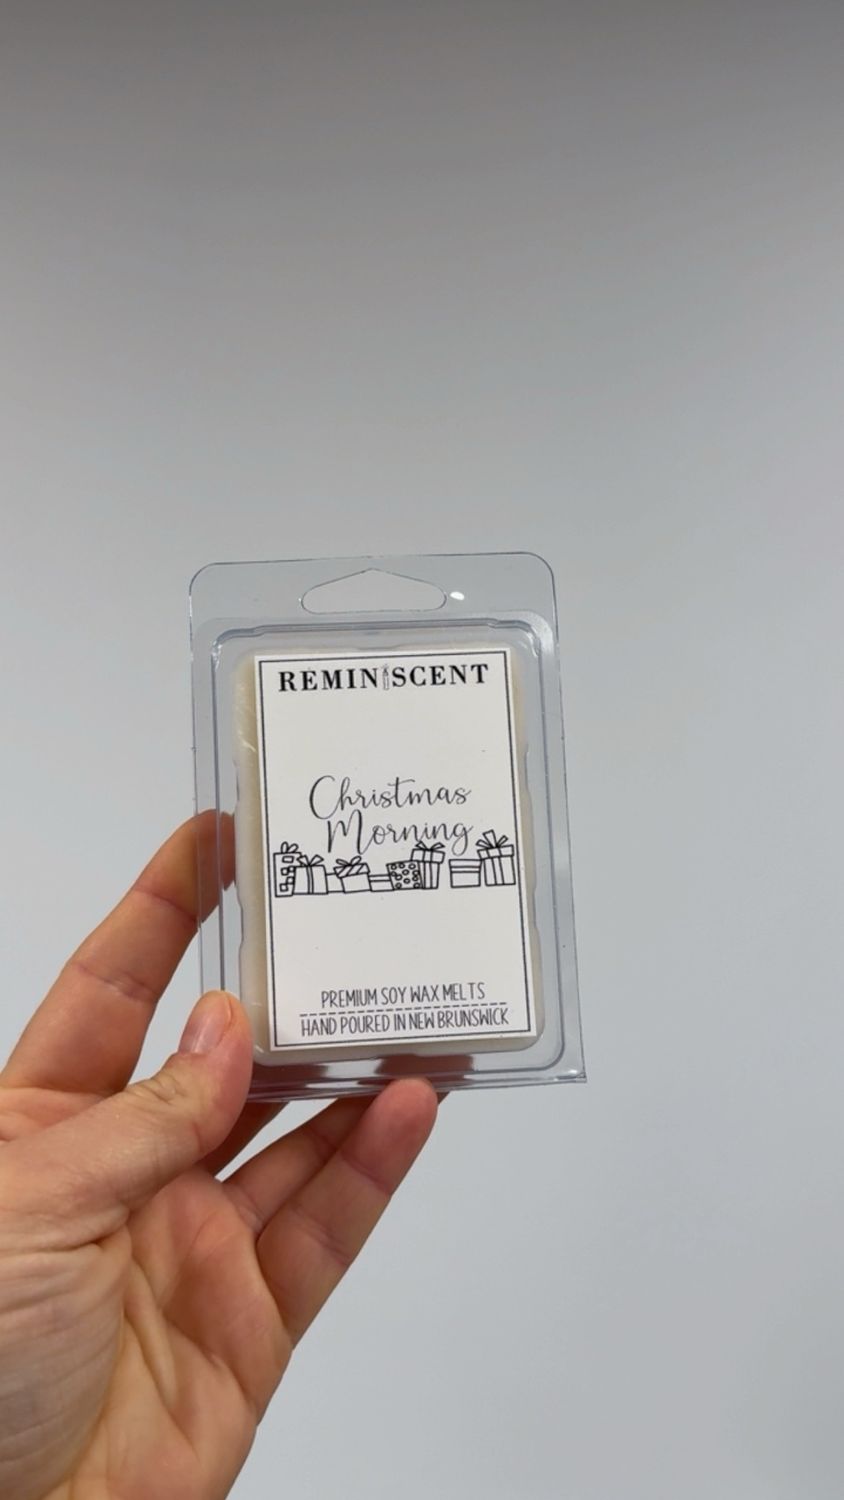 REMINISCENT
Christmas
Morning
PREMIUM SOY WAX MELTS
HAND POURED IN NEW BRUNSWICK